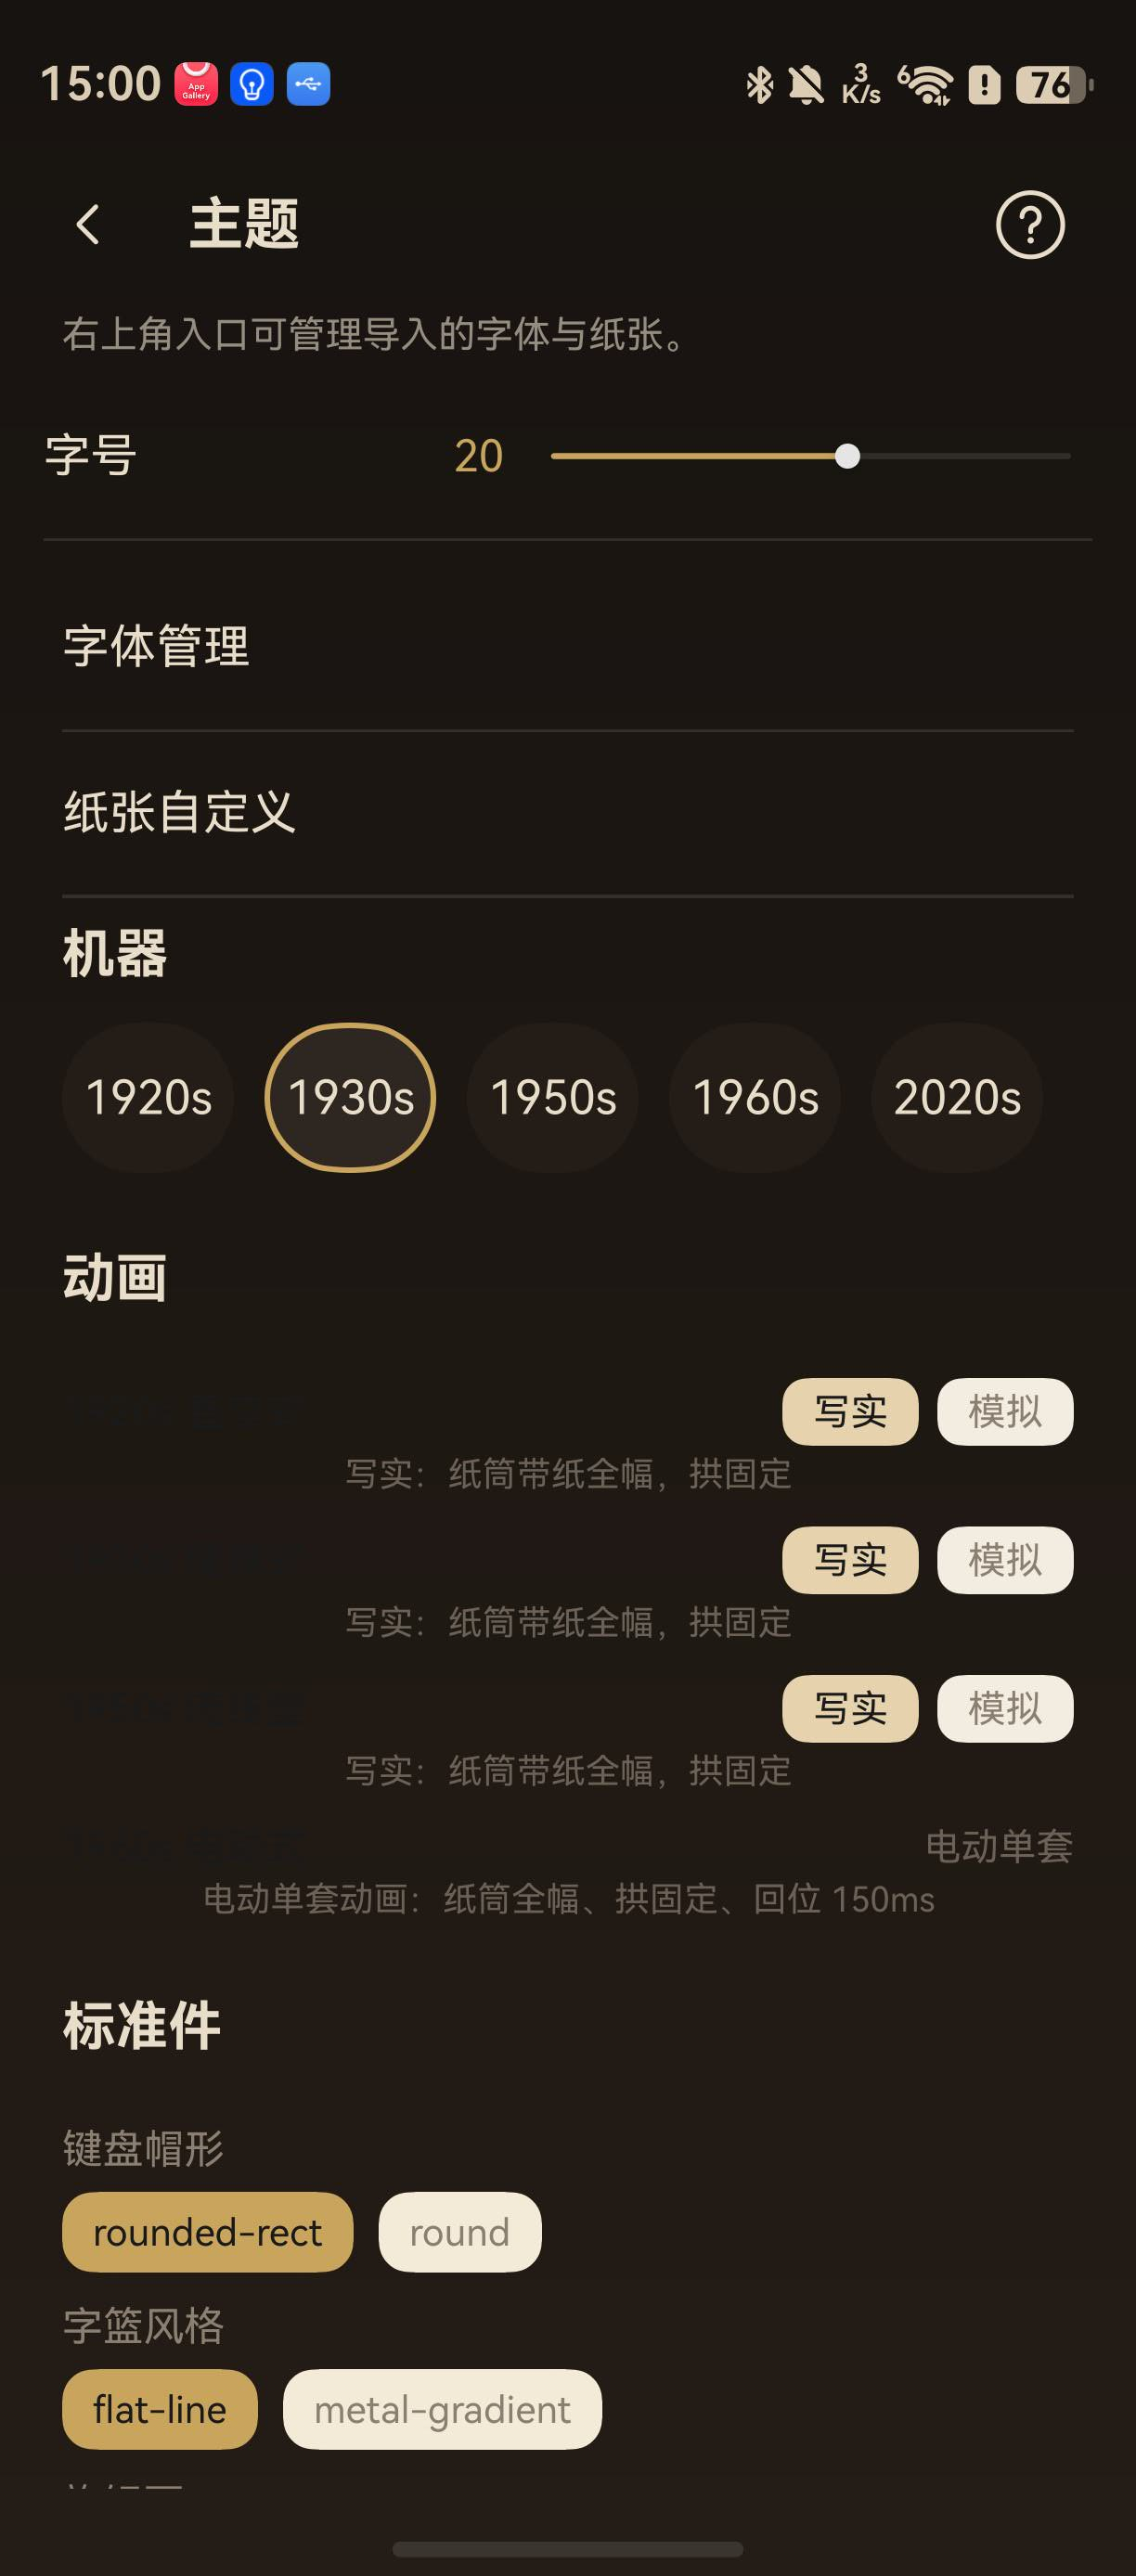 15:00
App
Gallery
3
K/s
6
76
主题
右上角入口可管理导入的字体与纸张。
字号 20
字体管理
纸张自定义
机器
1920s 1930s 1950s 1960s 2020s
动画
写实 模拟
写实：纸筒带纸全幅，拱固定
写实 模拟
写实：纸筒带纸全幅，拱固定
写实 模拟
写实：纸筒带纸全幅，拱固定
电动单套
电动单套动画：纸筒全幅、拱固定、回位 150ms
标准件
键盘帽形
rounded-rect round
字篮风格
flat-line metal-gradient